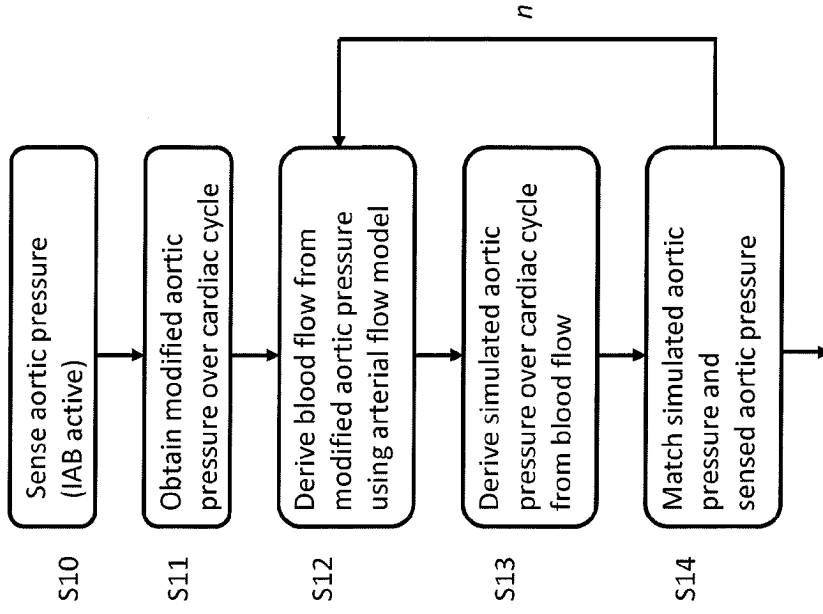 S10
Sense aortic pressure
(IAB active)
S11
Obtain modified aortic
pressure over cardiac cycle
S12
Derive blood flow from
modified aortic pressure
using arterial flow model
n
S13
Derive simulated aortic
pressure over cardiac cycle
from blood flow
S14
Match simulated aortic
pressure and
sensed aortic pressure